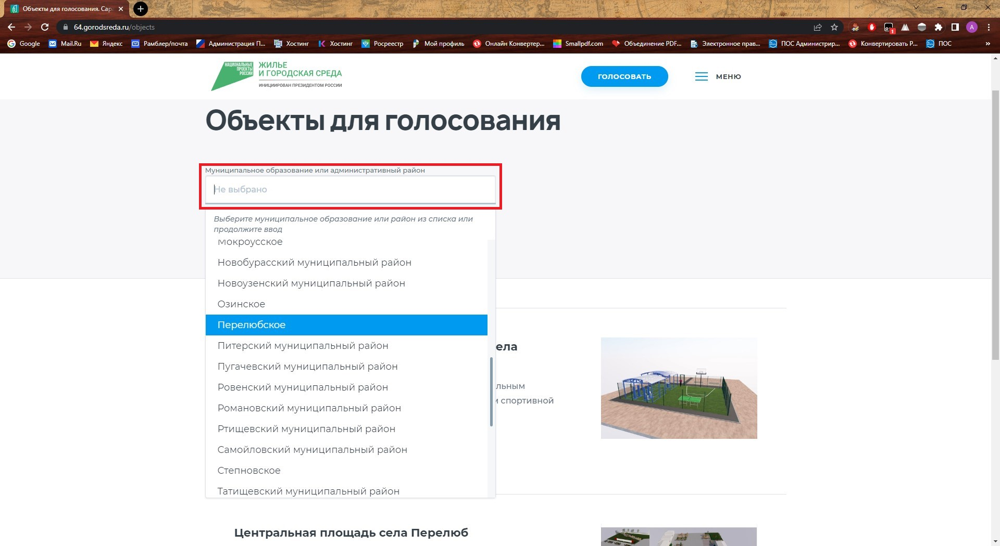 Объекты для голосования. Сар
64.gorodsreda.ru/objects
1
A
Google
Mail.Ru
Яндекс
Рамблер/почта
Администрация П...
Хостинг
Хостинг
Росреестр
Мой профиль
Онлайн Конвертер...
Smallpdf.com
Объединение PDF...
Электронное прав...
ПОС Администрир...
Конвертировать P...
ПОС
НАЦИОНАЛЬНЫЕ
ПРОЕКТЫ
РОССИИ
ЖИЛЬЕ
И ГОРОДСКАЯ СРЕДА
ИНИЦИИРОВАН ПРЕЗИДЕНТОМ РОССИИ
ГОЛОСОВАТЬ
МЕНЮ
Объекты для голосования
Муниципальное образование или административный район
Не выбрано
Выберите муниципальное образование или район из списка или
продолжите ввод
Мокроусское
Новобурасский муниципальный район
Новоузенский муниципальный район
Озинское
Перелюбское
Питерский муниципальный район
Пугачевский муниципальный район
Ровенский муниципальный район
Романовский муниципальный район
Ртищевский муниципальный район
Самойловский муниципальный район
Степновское
Татищевский муниципальный район
ела
льным
спортивной
Центральная площадь села Перелюб